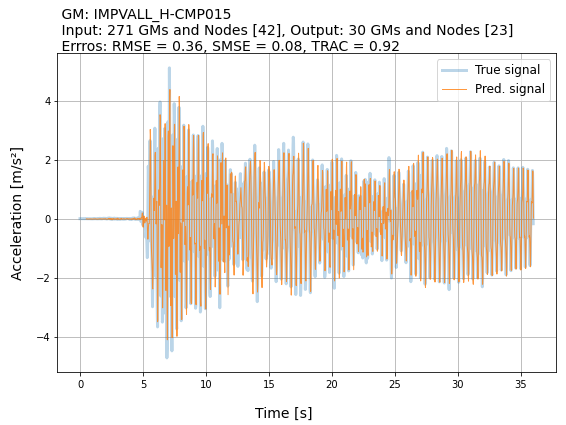 GM: IMPVALL_H-CMP015
Input: 271 GMs and Nodes [42], Output: 30 GMs and Nodes [23]
Errros: RMSE = 0.36, SMSE = 0.08, TRAC = 0.92
True signal
Pred. signal
Acceleration [m/s²]
4
2
0
−2
−4
0 5 10 15 20 25 30 35
Time [s]